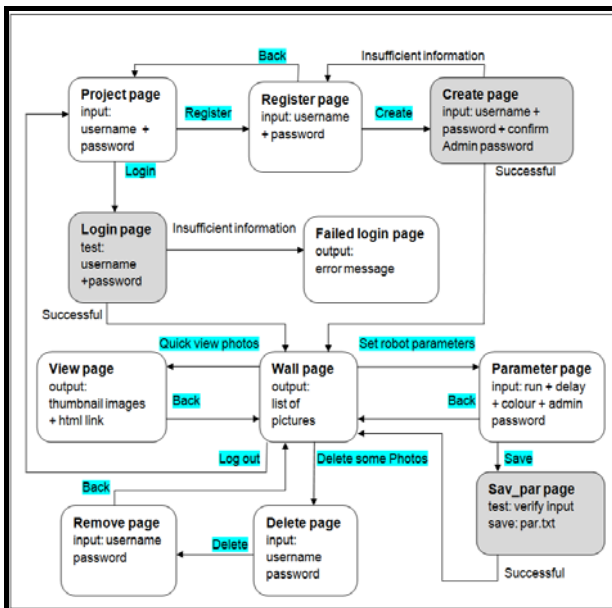 Back
Insufficient information
Project page
input:
username +
password
Register
Register page
input: username
+ password
Create
Create page
input: username +
password + confirm
Admin password
Login
Successful
Login page
test:
username
+password
Insufficient information
Failed login page
output:
error message
Successful
Quick view photos
Set robot parameters
View page
output:
thumbnail images
+ html link
Back
Wall page
output:
list of
pictures
Parameter page
input: run + delay
+ colour + admin
password
Back
Log out
Delete some Photos
Save
Back
Sav_par page
test: verify input
save: par.txt
Remove page
input: username
password
Delete
Delete page
input:
username
password
Successful